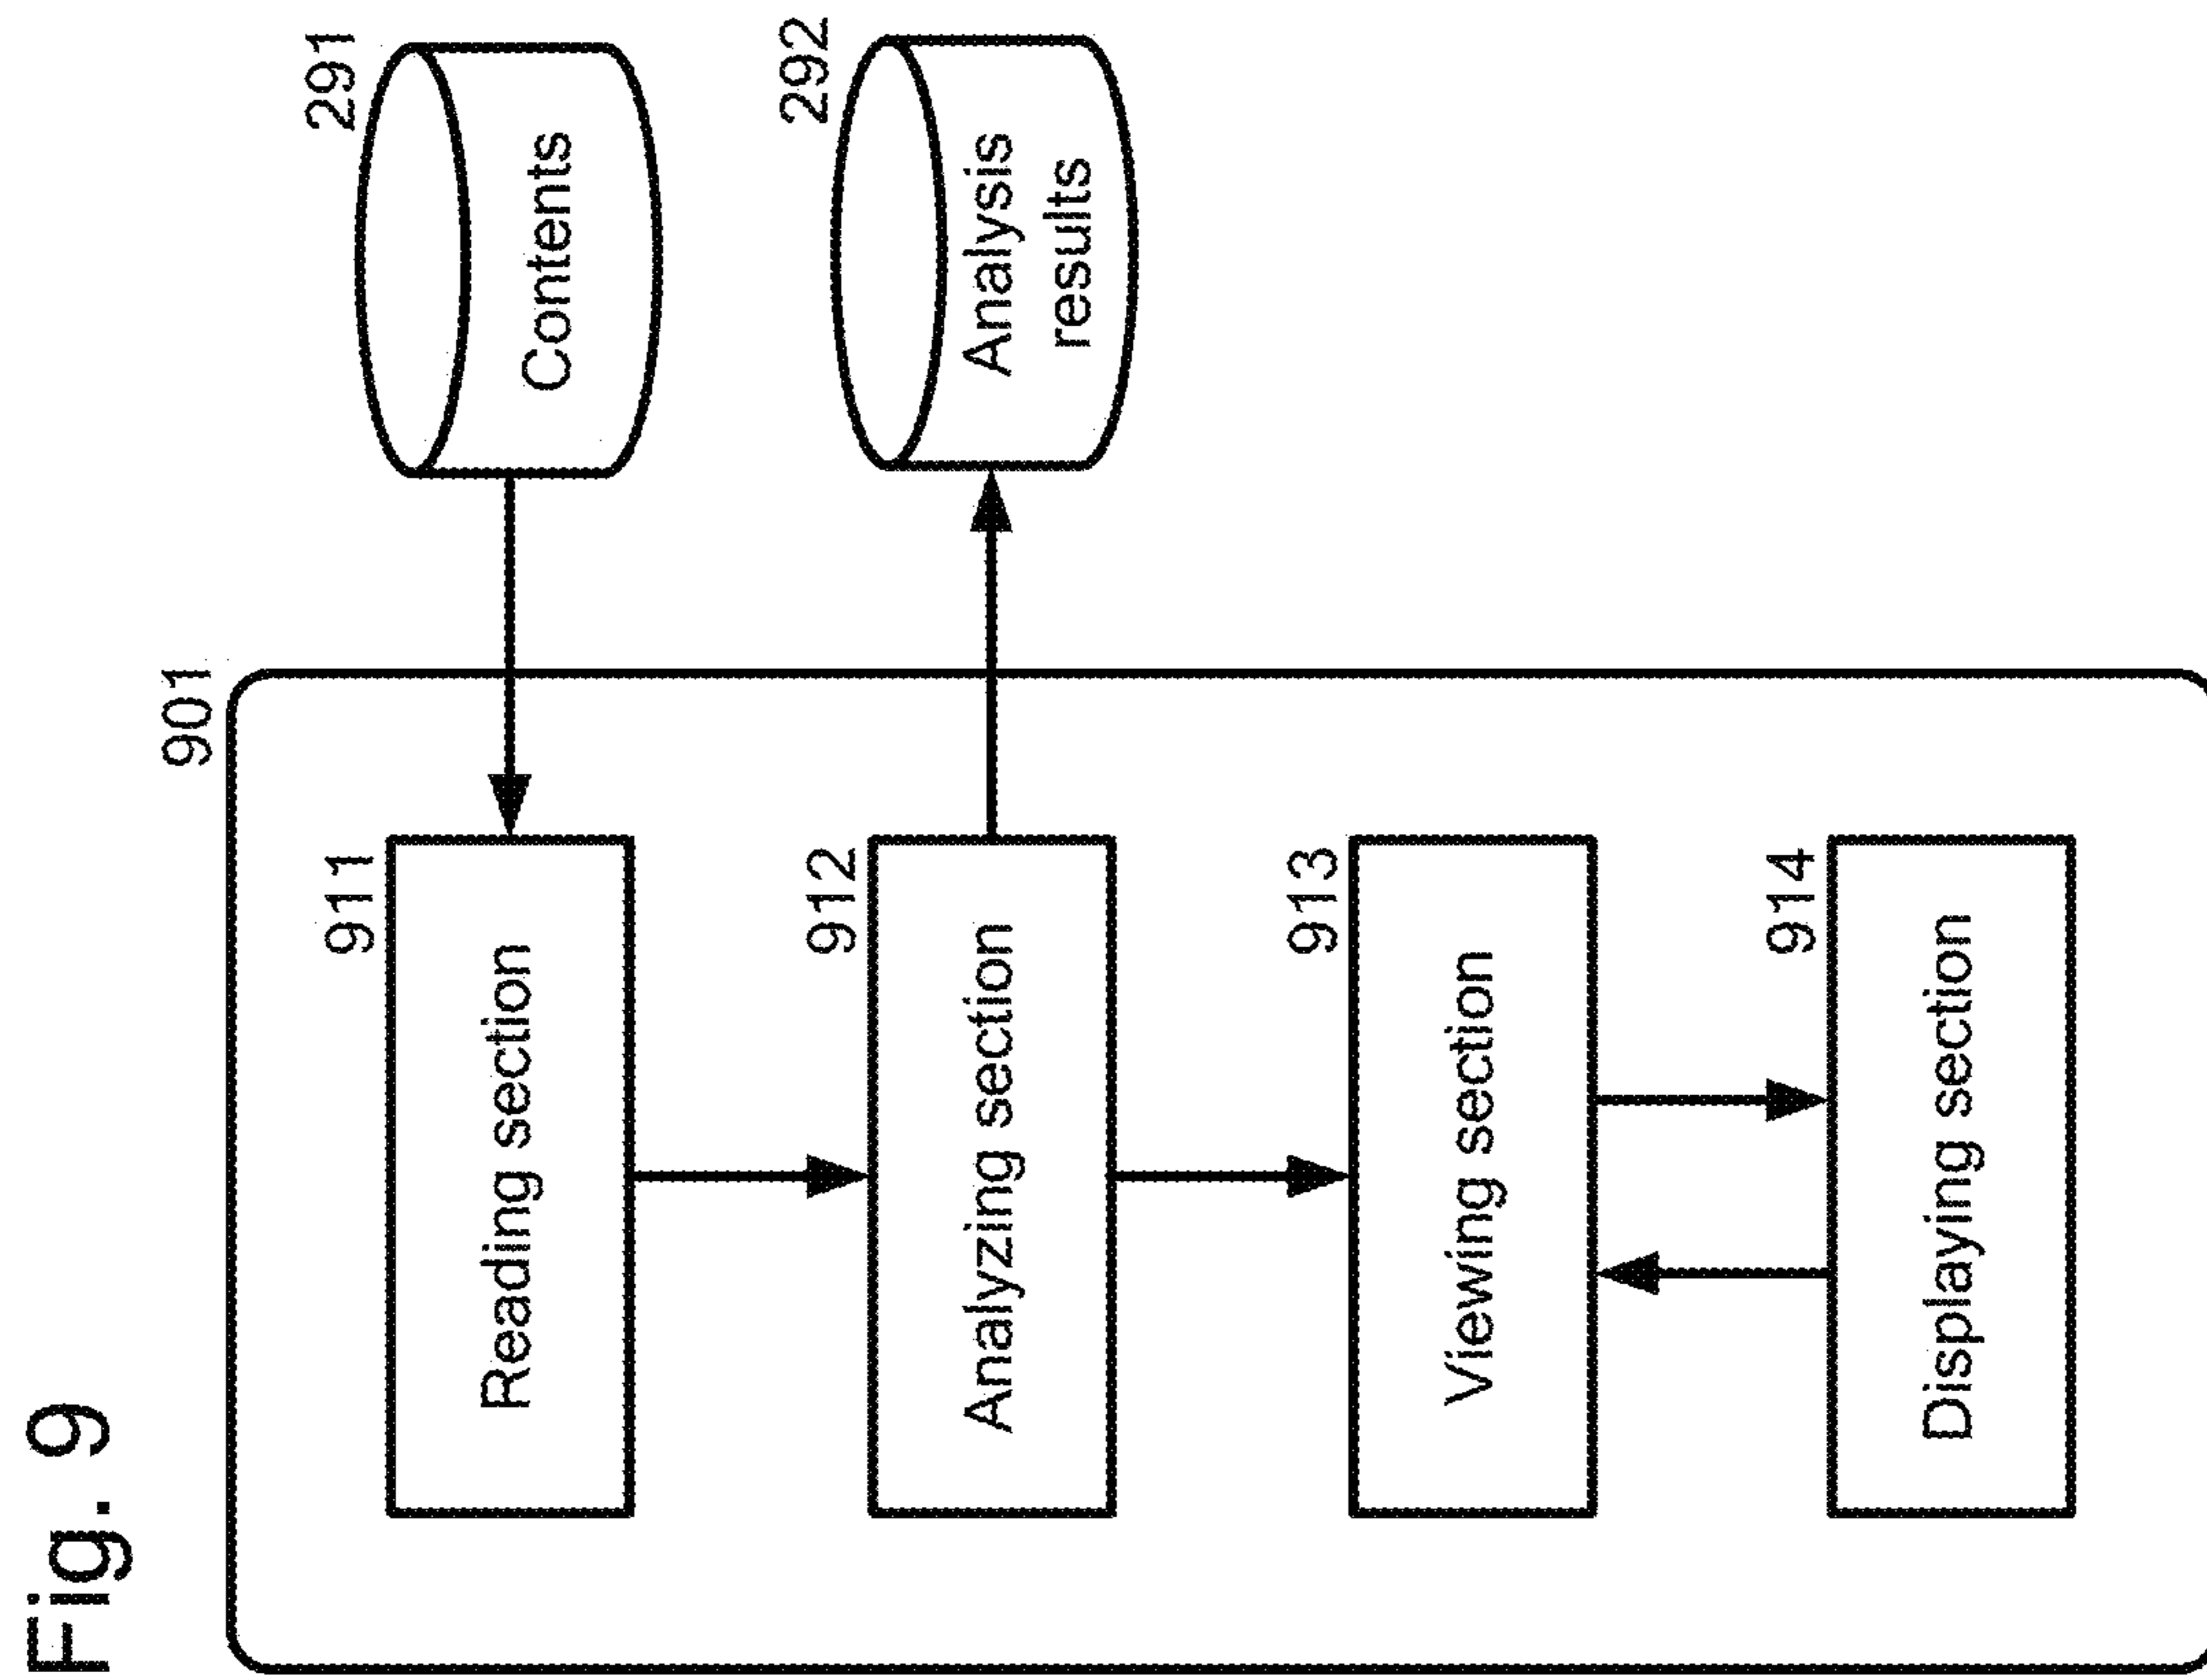 Fig. 9
901
911
Reading section
291
Contents
912
Analyzing section
292
Analysis
results
913
Viewing section
914
Displaying section